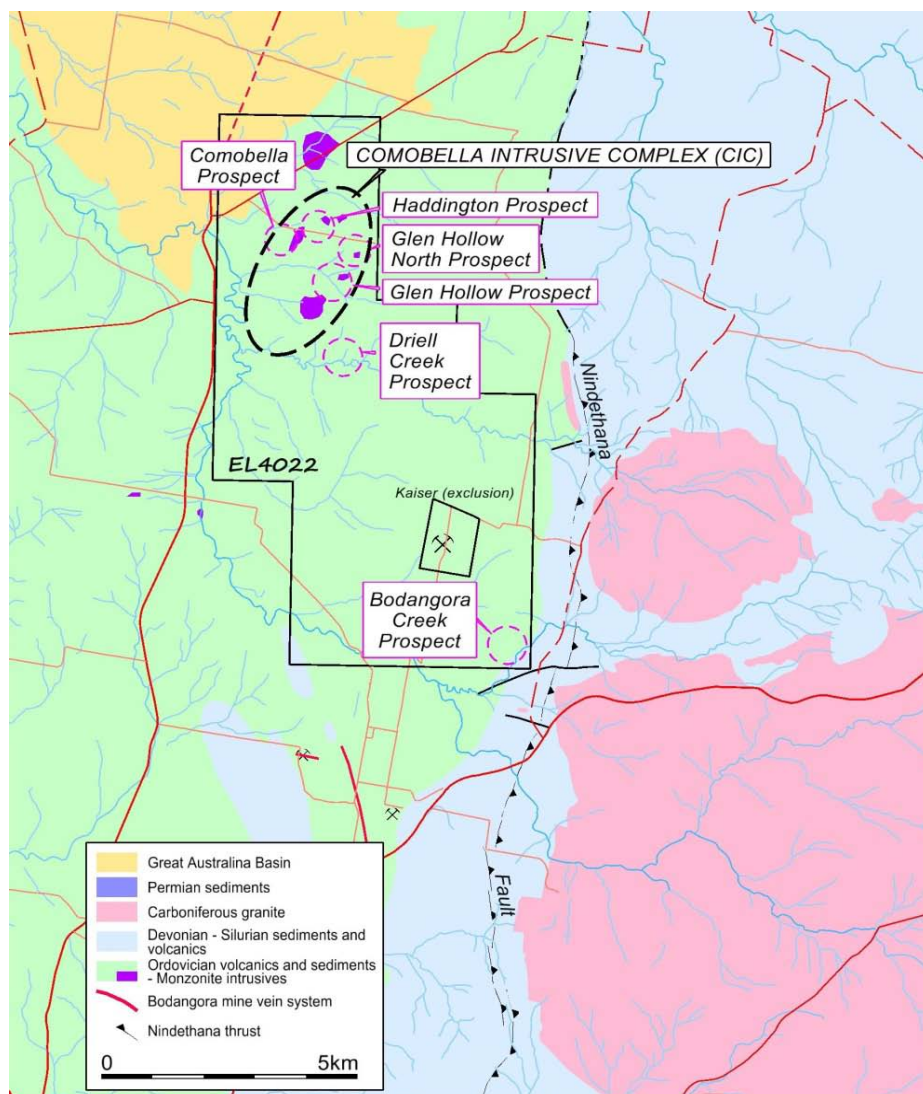 COMOBELLA INTRUSIVE COMPLEX (CIC)
Comobella
Prospect
Haddington Prospect
Glen Hollow
North Prospect
Glen Hollow Prospect
Driell
Creek
Prospect
Nindethana
EL4022
Kaiser (exclusion)
Bodangora
Creek
Prospect
Fault
Great Australina Basin
Permian sediments
Carboniferous granite
Devonian - Silurian sediments and
volcanics
Ordovician volcanics and sediments
- Monzonite intrusives
Bodangora mine vein system
Nindethana thrust
0 5km